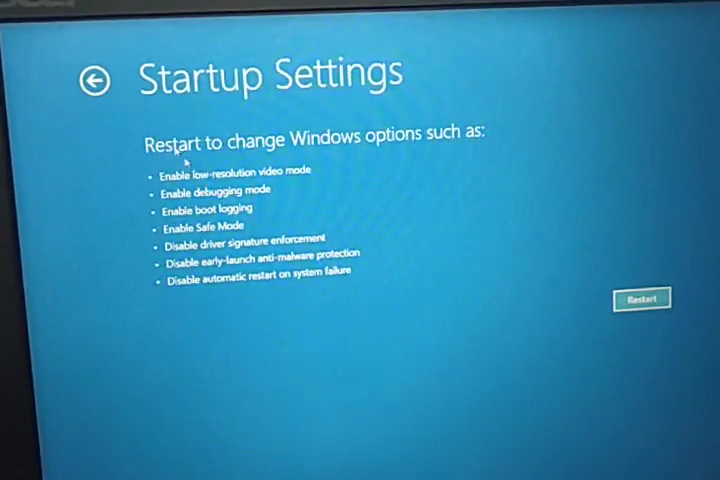 Startup Settings
Restart to change Windows options such as:
• Enable low-resolution video mode
• Enable debugging mode
• Enable boot logging
• Enable Safe Mode
• Disable driver signature enforcement
• Disable early-launch anti-malware protection
• Disable automatic restart on system failure
Restart